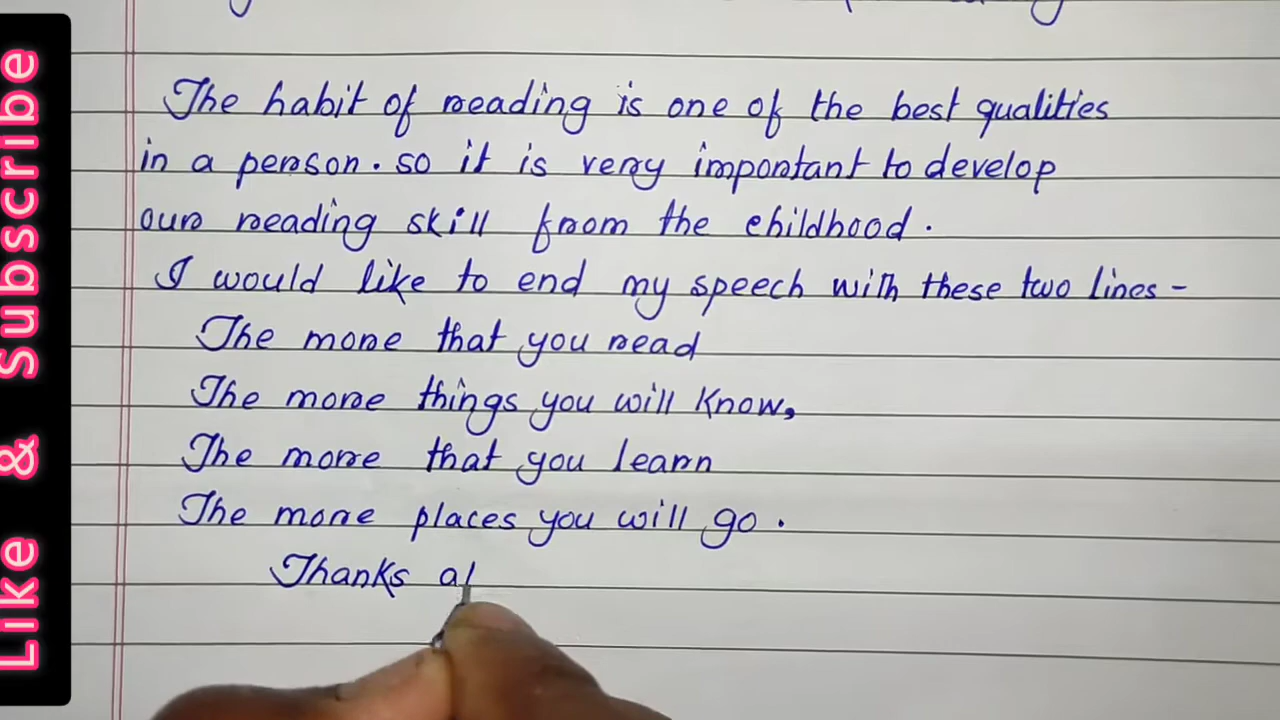 Like & Subscribe
The habit of reading is one of the best qualities
in a person. so it is very important to develop
our reading skill from the childhood.
I would like to end my speech with these two lines -
The more that you read
The more things you will know,
The more that you learn
The more places you will go.
Thanks al